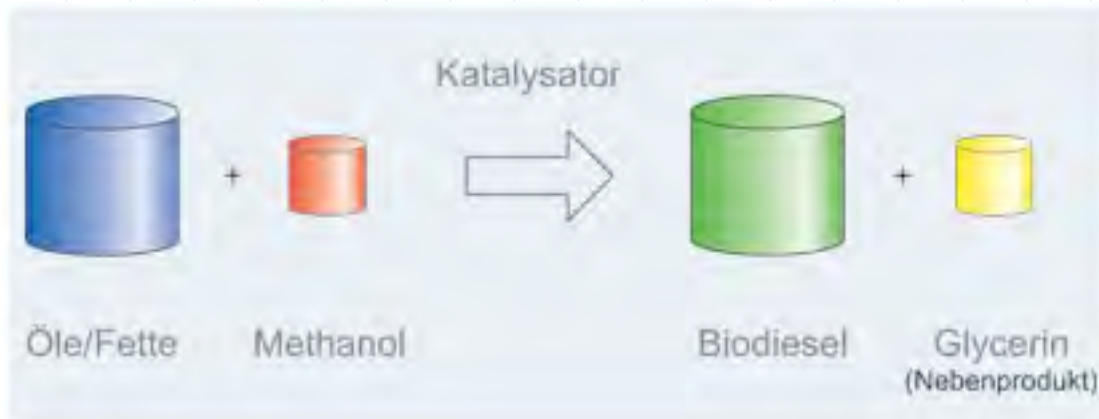 Katalysator
+
+
Öle/Fette
Methanol
Biodiesel
Glycerin
(Nebenprodukt)